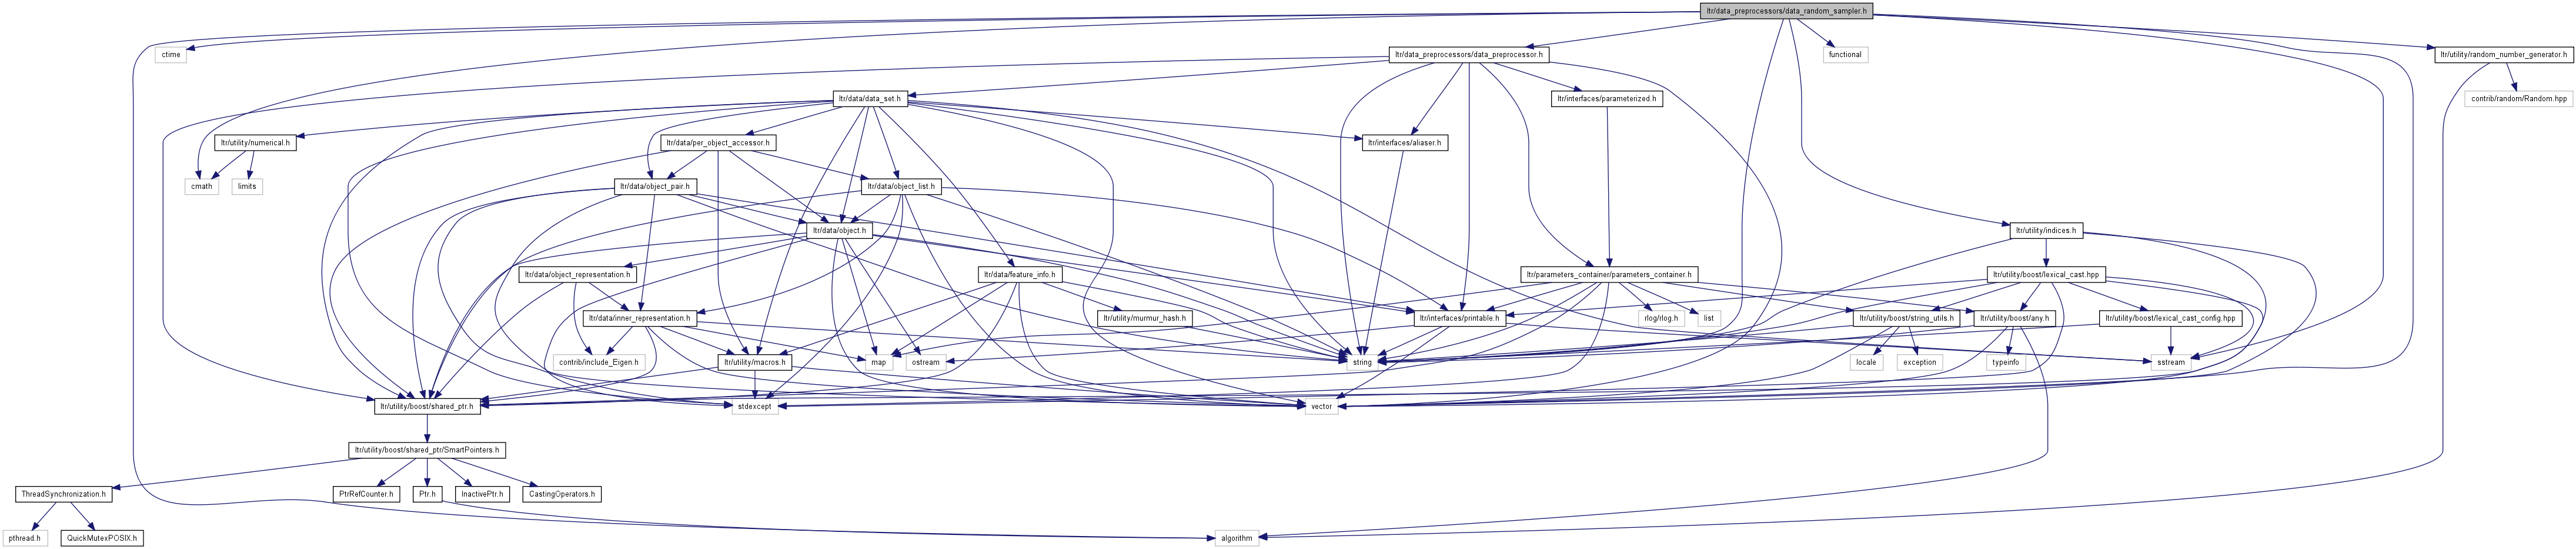 ltr/data_preprocessors/data_random_sampler.h
ctime
ltr/data_preprocessors/data_preprocessor.h
functional
ltr/utility/random_number_generator.h
ltr/data/data_set.h
ltr/interfaces/parameterized.h
contrib/random/Random.hpp
ltr/utility/numerical.h
ltr/data/per_object_accessor.h
ltr/interfaces/aliaser.h
cmath
limits
ltr/data/object_pair.h
ltr/data/object_list.h
ltr/data/object.h
ltr/utility/indices.h
ltr/data/object_representation.h
ltr/data/feature_info.h
ltr/parameters_container/parameters_container.h
ltr/utility/boost/lexical_cast.hpp
ltr/data/inner_representation.h
ltr/utility/murmur_hash.h
ltr/interfaces/printable.h
rlog/rlog.h
list
ltr/utility/boost/string_utils.h
ltr/utility/boost/any.h
ltr/utility/boost/lexical_cast_config.hpp
contrib/include_Eigen.h
ltr/utility/macros.h
map
ostream
string
locale
exception
typeinfo
sstream
ltr/utility/boost/shared_ptr.h
stdexcept
vector
ltr/utility/boost/shared_ptr/SmartPointers.h
ThreadSynchronization.h
PtrRefCounter.h
Ptr.h
InactivePtr.h
CastingOperators.h
pthread.h
QuickMutexPOSIX.h
algorithm